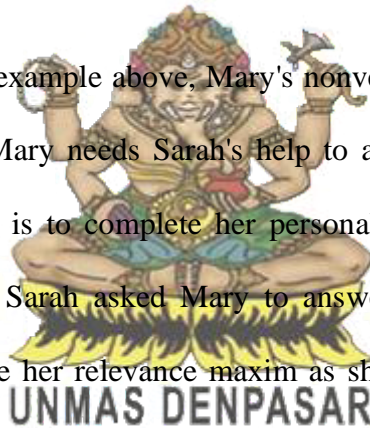 example above, Mary's nonve
Mary needs Sarah's help to a
is to complete her persona
Sarah asked Mary to answe
e her relevance maxim as sh
UNMAS DENPASAR